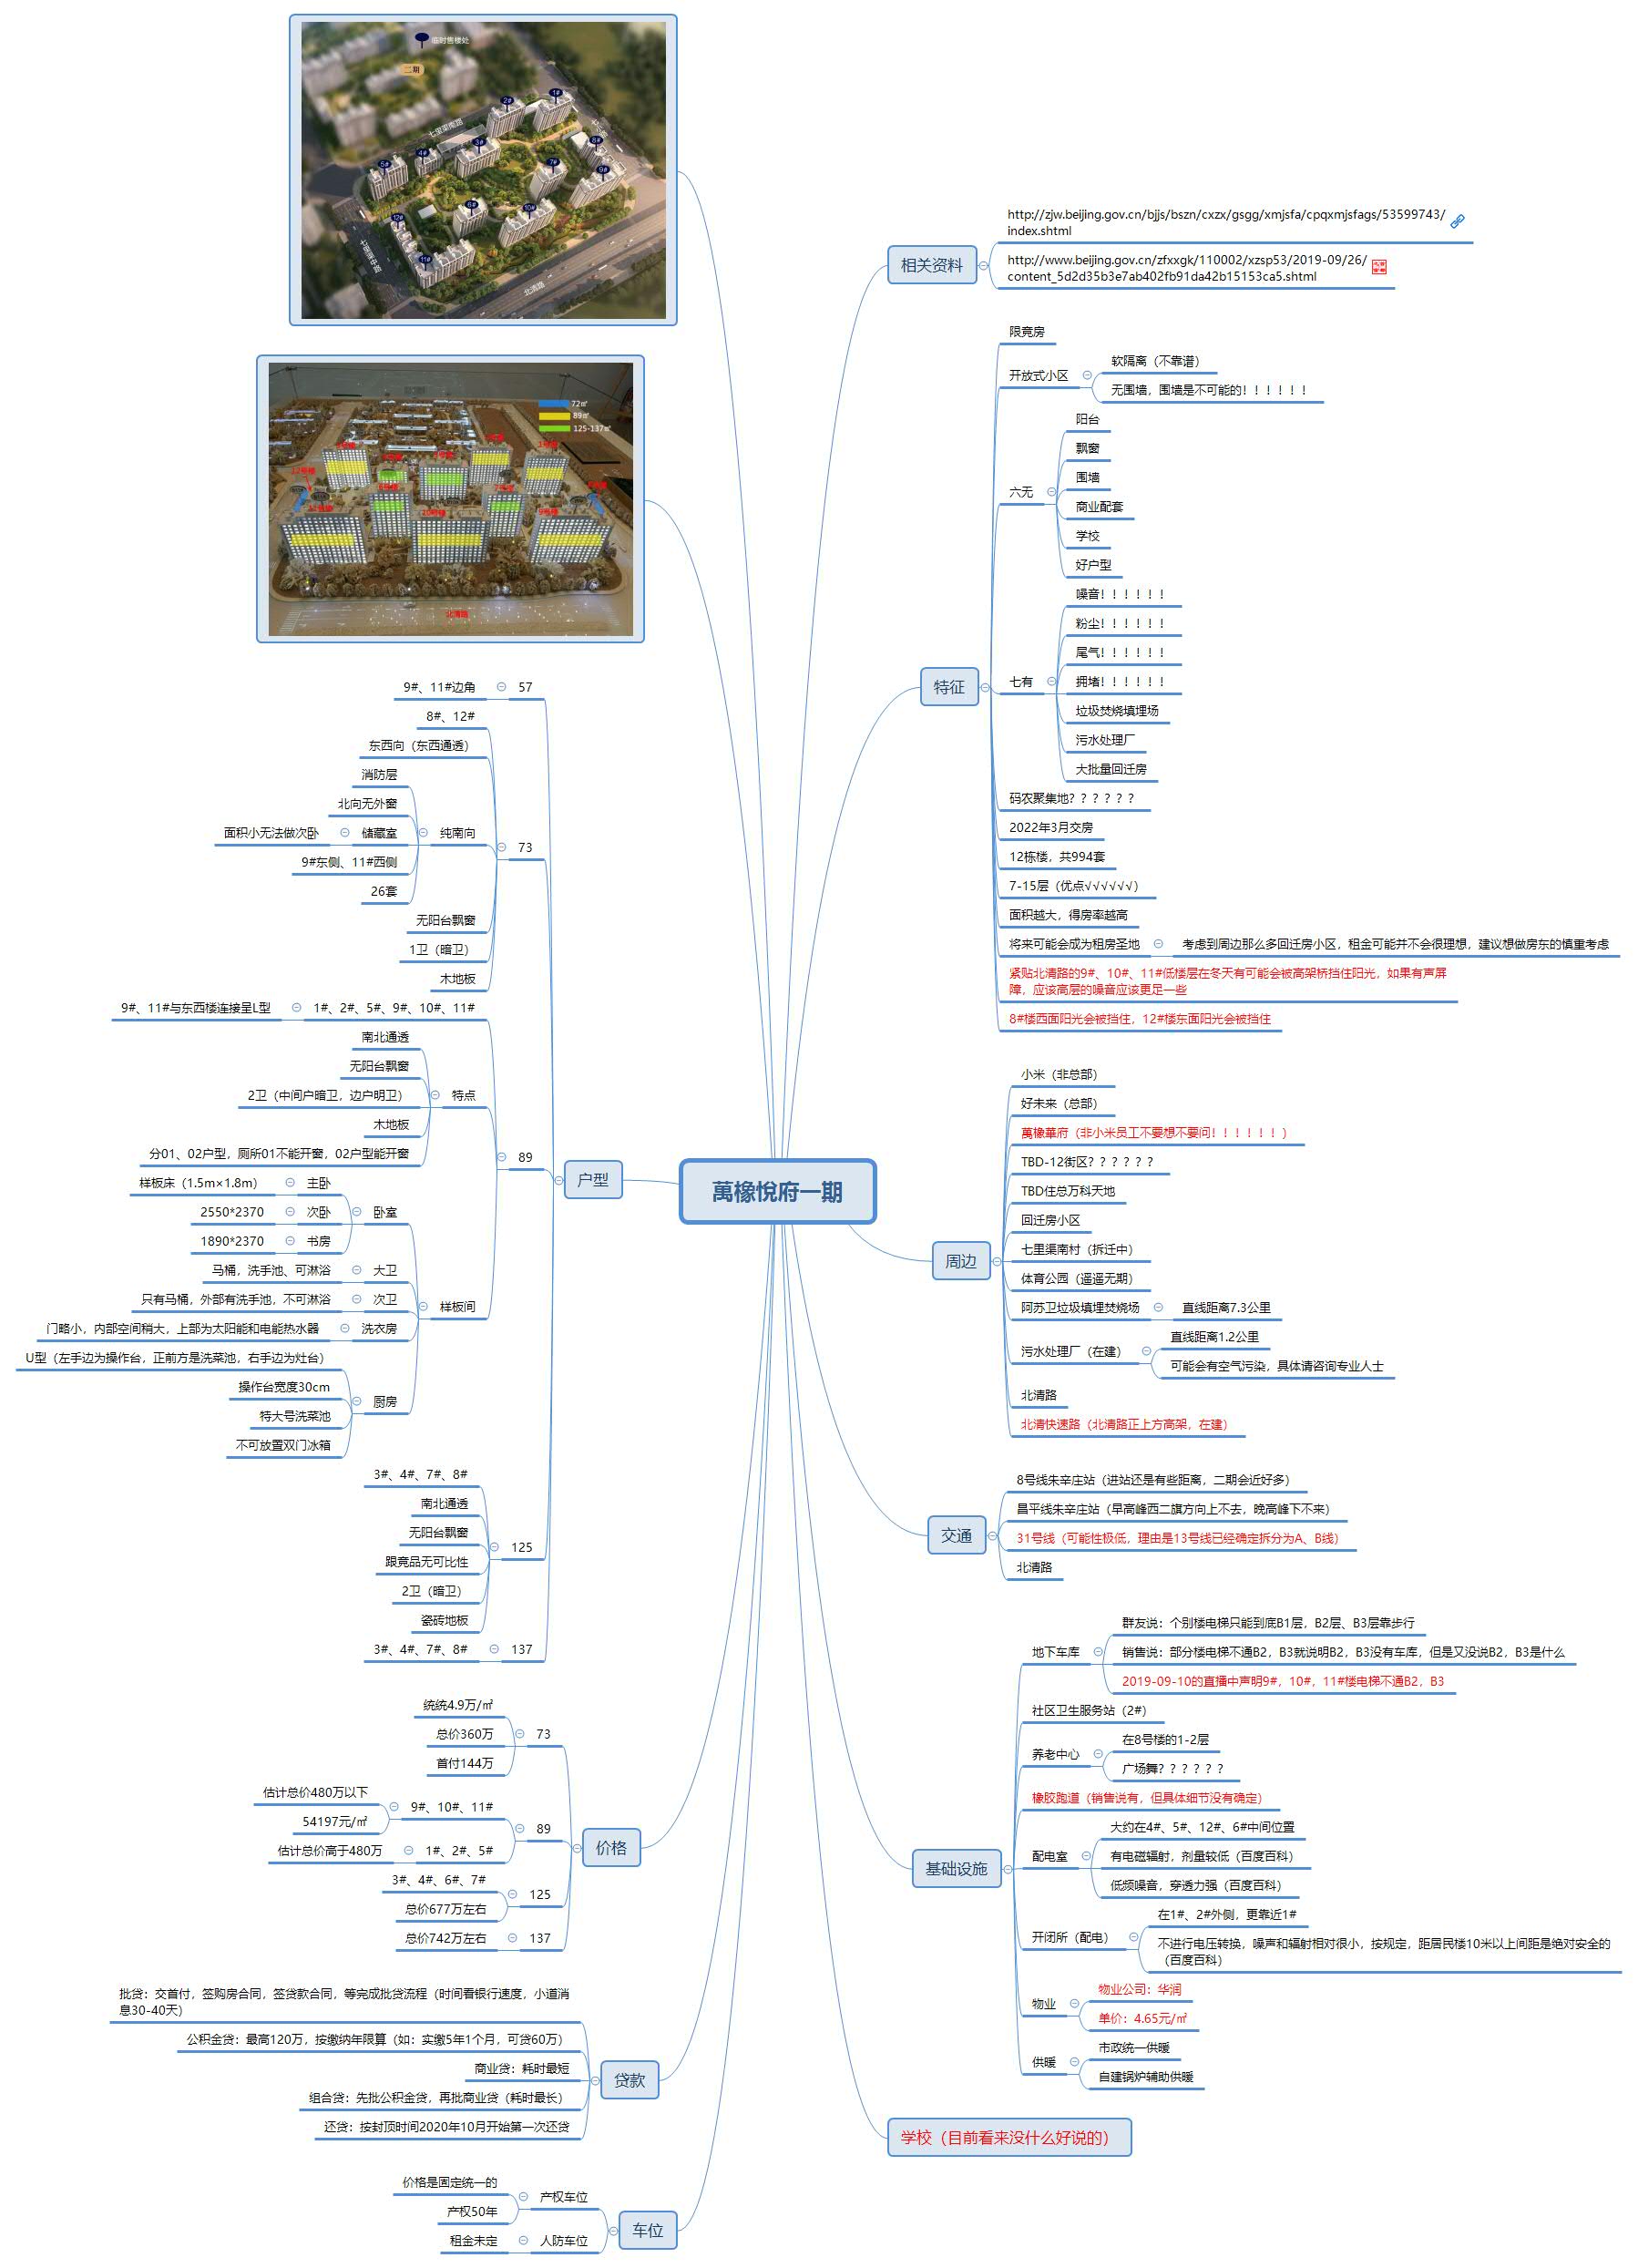 临时售楼处
二期
七里渠南路
1#
2#
3#
4#
5#
6#
7#
8#
9#
10#
11#
12#
北清路
72㎡
89㎡
125-137㎡
北清路
萬橡悦府一期
相关资料
http://zjw.beijing.gov.cn/bjjs/bszn/cxzx/gsgg/xmjsfa/cpqxmjsfags/53599743/
index.shtml
http://www.beijing.gov.cn/zfxxgk/110002/xzsp53/2019-09/26/
content_5d2d35b3e7ab402fb91da42b15153ca5.shtml
特征
限竟房
开放式小区
软隔离（不靠谱）
无围墙，围墙是不可能的！！！！！！
六无
阳台
飘窗
围墙
商业配套
学校
好户型
七有
噪音！！！！！！
粉尘！！！！！！
尾气！！！！！！
拥堵！！！！！！
垃圾焚烧填埋场
污水处理厂
大批量回迁房
码农聚集地？？？？？？
2022年3月交房
12栋楼，共994套
7-15层（优点√√√√√√）
面积越大，得房率越高
将来可能会成为租房圣地
考虑到周边那么多回迁房小区，租金可能并不会很理想，建议想做房东的慎重考虑
紧贴北清路的9#、10#、11#低楼层在冬天有可能会被高架桥挡住阳光，如果有声屏
障，应该高层的噪音应该更足一些
8#楼西面阳光会被挡住，12#楼东面阳光会被挡住
周边
小米（非总部）
好未来（总部）
萬橡華府（非小米员工不要想不要问！！！！！！）
TBD-12街区？？？？？？
TBD住总万科天地
回迁房小区
七里渠南村（拆迁中）
体育公园（遥遥无期）
阿苏卫垃圾填埋焚烧场
直线距离7.3公里
污水处理厂（在建）
直线距离1.2公里
可能会有空气污染，具体请咨询专业人士
北清路
北清快速路（北清路正上方高架，在建）
交通
8号线朱辛庄站（进站还是有些距离，二期会近好多）
昌平线朱辛庄站（早高峰西二旗方向上不去，晚高峰下不来）
31号线（可能性极低，理由是13号线已经确定拆分为A、B线）
北清路
基础设施
地下车库
群友说：个别楼电梯只能到底B1层，B2层、B3层靠步行
销售说：部分楼电梯不通B2，B3就说明B2，B3没有车库，但是又没说B2，B3是什么
2019-09-10的直播中声明9#，10#，11#楼电梯不通B2，B3
社区卫生服务站（2#）
养老中心
在8号楼的1-2层
广场舞？？？？？？
橡胶跑道（销售说有，但具体细节没有确定）
配电室
大约在4#、5#、12#、6#中间位置
有电磁辐射，剂量较低（百度百科）
低频噪音，穿透力强（百度百科）
开闭所（配电）
在1#、2#外侧，更靠近1#
不进行电压转换，噪声和辐射相对很小，按规定，距居民楼10米以上间距是绝对安全的
（百度百科）
物业
物业公司：华润
单价：4.65元/㎡
供暖
市政统一供暖
自建锅炉辅助供暖
学校（目前看来没什么好说的）
户型
57
9#、11#边角
73
8#、12#
东西向（东西通透）
纯南向
消防层
北向无外窗
储藏室
面积小无法做次卧
9#东侧、11#西侧
26套
无阳台飘窗
1卫（暗卫）
木地板
89
1#、2#、5#、9#、10#、11#
9#、11#与东西楼连接呈L型
特点
南北通透
无阳台飘窗
2卫（中间户暗卫，边户明卫）
木地板
分01、02户型，厕所01不能开窗，02户型能开窗
样板间
卧室
主卧
样板床（1.5m×1.8m）
次卧
2550*2370
书房
1890*2370
大卫
马桶，洗手池、可淋浴
次卫
只有马桶，外部有洗手池，不可淋浴
洗衣房
门略小，内部空间稍大，上部为太阳能和电能热水器
厨房
U型（左手边为操作台，正前方是洗菜池，右手边为灶台）
操作台宽度30cm
特大号洗菜池
不可放置双门冰箱
125
3#、4#、7#、8#
南北通透
无阳台飘窗
跟竟品无可比性
2卫（暗卫）
瓷砖地板
137
3#、4#、7#、8#
价格
73
统统4.9万/㎡
总价360万
首付144万
89
9#、10#、11#
估计总价480万以下
54197元/㎡
1#、2#、5#
估计总价高于480万
125
3#、4#、6#、7#
总价677万左右
137
总价742万左右
贷款
批贷：交首付，签购房合同，签贷款合同，等完成批贷流程（时间看银行速度，小道消
息30-40天）
公积金贷：最高120万，按缴纳年限算（如：实缴5年1个月，可贷60万）
商业贷：耗时最短
组合贷：先批公积金贷，再批商业贷（耗时最长）
还贷：按封顶时间2020年10月开始第一次还贷
车位
产权车位
价格是固定统一的
产权50年
人防车位
租金未定